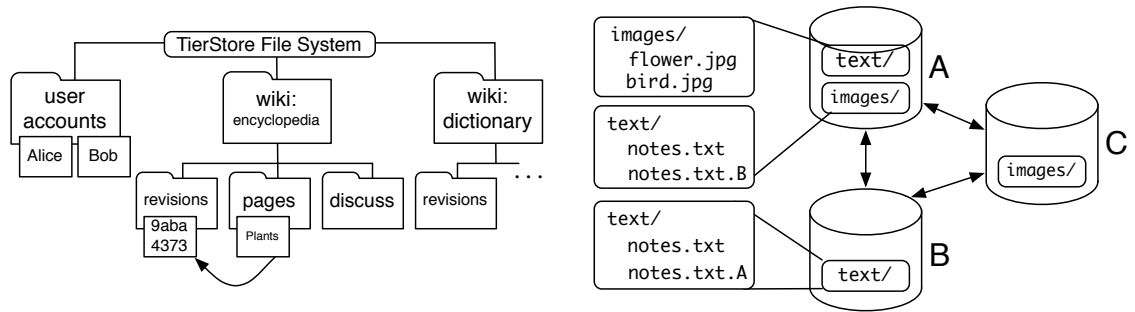 TierStore File System
user
accounts
Alice
Bob
wiki:
encyclopedia
wiki:
dictionary
revisions
9aba
4373
pages
Plants
discuss
revisions
...
images/
flower.jpg
bird.jpg
text/
notes.txt
notes.txt.B
text/
notes.txt
notes.txt.A
text/
images/
A
images/
C
text/
B